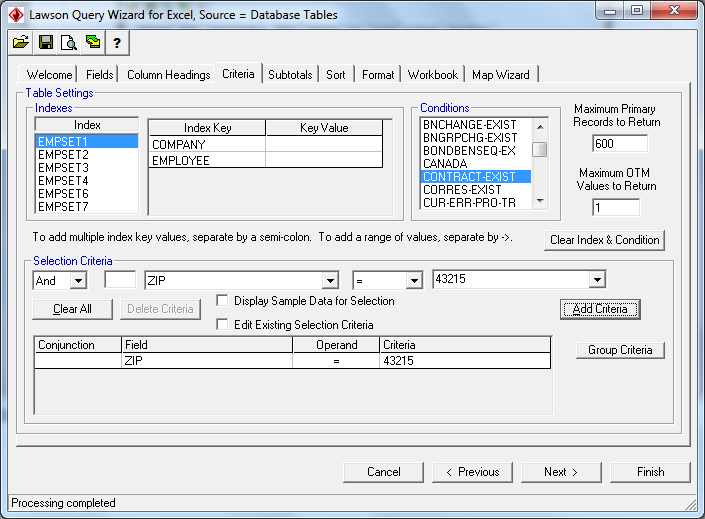 Lawson Query Wizard for Excel, Source = Database Tables
?
Welcome Fields Column Headings Criteria Subtotals Sort Format Workbook Map Wizard
Table Settings
Indexes
Index
EMPSET1
EMPSET2
EMPSET3
EMPSET4
EMPSET6
EMPSET7
Index Key Key Value
COMPANY
EMPLOYEE
Conditions
BNCHANGE-EXIST
BNGRPCHG-EXIST
BONDBENSEQ-EX
CANADA
CONTRACT-EXIST
CORRES-EXIST
CUR-ERR-PRO-TR
Maximum Primary
Records to Return
600
Maximum OTM
Values to Return
1
To add multiple index key values, separate by a semi-colon. To add a range of values, separate by ->.
Clear Index & Condition
Selection Criteria
And ZIP = 43215
Clear All Delete Criteria
Display Sample Data for Selection
Edit Existing Selection Criteria
Add Criteria
Conjunction Field Operand Criteria
ZIP = 43215
Group Criteria
Cancel < Previous Next > Finish
Processing completed